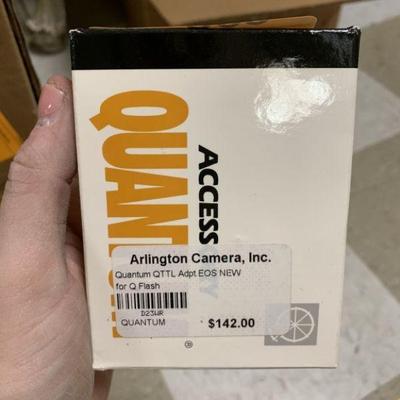 QUAN
ACCESS
Y
Arlington Camera, Inc.
Quantum QTTL Adpt EOS NEW
for Q Flash
D23WR
QUANTUM
$142.00
®